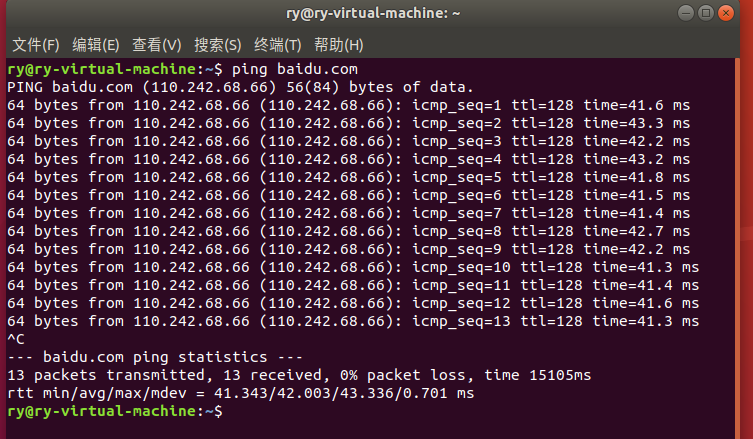 ry@ry-virtual-machine: ~
文件(F) 编辑(E) 查看(V) 搜索(S) 终端(T) 帮助(H)
ry@ry-virtual-machine:~$ ping baidu.com
PING baidu.com (110.242.68.66) 56(84) bytes of data.
64 bytes from 110.242.68.66 (110.242.68.66): icmp_seq=1 ttl=128 time=41.6 ms
64 bytes from 110.242.68.66 (110.242.68.66): icmp_seq=2 ttl=128 time=43.3 ms
64 bytes from 110.242.68.66 (110.242.68.66): icmp_seq=3 ttl=128 time=42.2 ms
64 bytes from 110.242.68.66 (110.242.68.66): icmp_seq=4 ttl=128 time=43.2 ms
64 bytes from 110.242.68.66 (110.242.68.66): icmp_seq=5 ttl=128 time=41.8 ms
64 bytes from 110.242.68.66 (110.242.68.66): icmp_seq=6 ttl=128 time=41.5 ms
64 bytes from 110.242.68.66 (110.242.68.66): icmp_seq=7 ttl=128 time=41.4 ms
64 bytes from 110.242.68.66 (110.242.68.66): icmp_seq=8 ttl=128 time=42.7 ms
64 bytes from 110.242.68.66 (110.242.68.66): icmp_seq=9 ttl=128 time=42.2 ms
64 bytes from 110.242.68.66 (110.242.68.66): icmp_seq=10 ttl=128 time=41.3 ms
64 bytes from 110.242.68.66 (110.242.68.66): icmp_seq=11 ttl=128 time=41.4 ms
64 bytes from 110.242.68.66 (110.242.68.66): icmp_seq=12 ttl=128 time=41.6 ms
64 bytes from 110.242.68.66 (110.242.68.66): icmp_seq=13 ttl=128 time=41.3 ms
^C
--- baidu.com ping statistics ---
13 packets transmitted, 13 received, 0% packet loss, time 15105ms
rtt min/avg/max/mdev = 41.343/42.003/43.336/0.701 ms
ry@ry-virtual-machine:~$